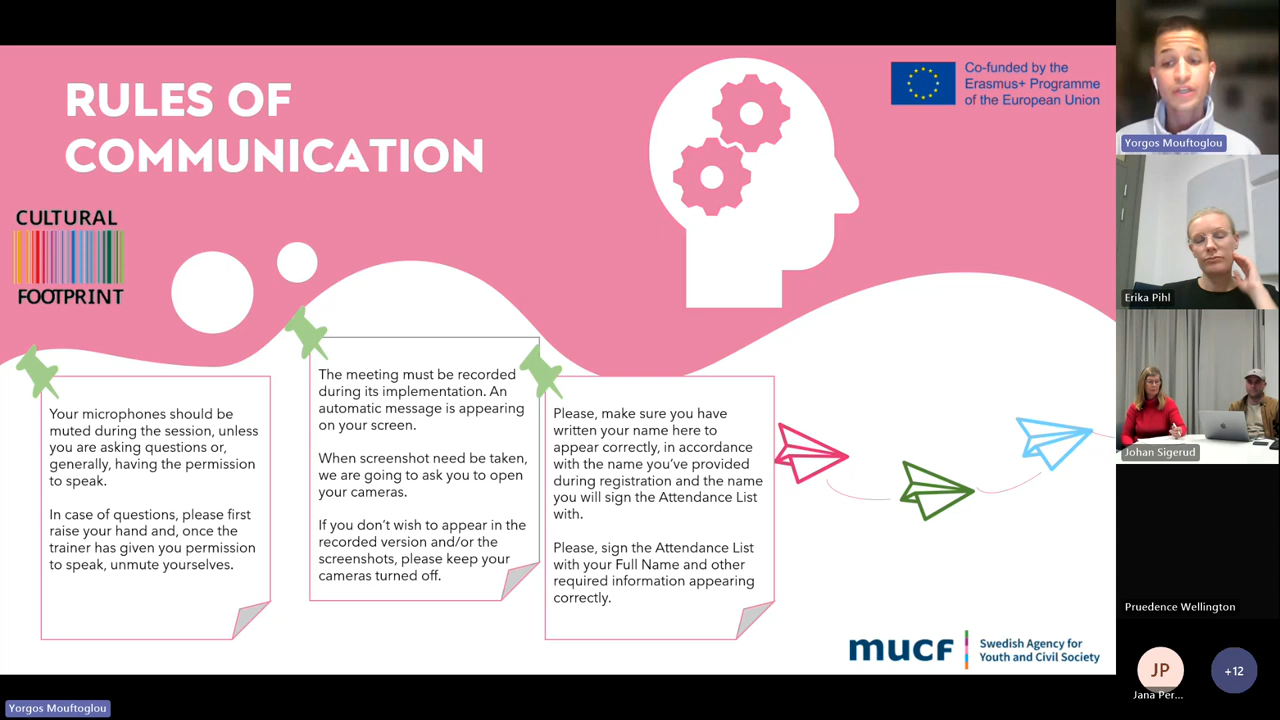 RULES OF
COMMUNICATION
Co-funded by the
Erasmus+ Programme
of the European Union
CULTURAL
FOOTPRINT
Your microphones should be
muted during the session, unless
you are asking questions or,
generally, having the permission
to speak.
In case of questions, please first
raise your hand and, once the
trainer has given you permission
to speak, unmute yourselves.
The meeting must be recorded
during its implementation. An
automatic message is appearing
on your screen.
When screenshot need be taken,
we are going to ask you to open
your cameras.
If you don't wish to appear in the
recorded version and/or the
screenshots, please keep your
cameras turned off.
Please, make sure you have
written your name here to
appear correctly, in accordance
with the name you've provided
during registration and the name
you will sign the Attendance List
with.
Please, sign the Attendance List
with your Full Name and other
required information appearing
correctly.
mucf
Swedish Agency for
Youth and Civil Society
Yorgos Mouftoglou
Yorgos Mouftoglou
Erika Pihl
Johan Sigerud
Pruedence Wellington
JP
Jana Per...
+12